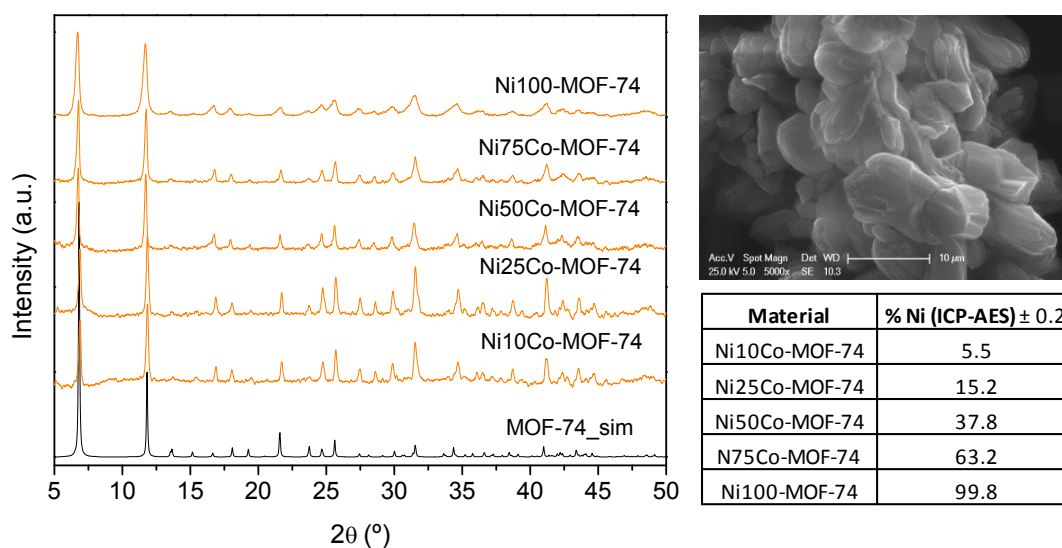 Intensity (a.u.)
Ni100-MOF-74
Ni75Co-MOF-74
Ni50Co-MOF-74
Ni25Co-MOF-74
Ni10Co-MOF-74
MOF-74_sim
5 10 15 20 25 30 35 40 45 50
2θ (º)
Acc.V Spot Magn Det WD 10 µm
25.0 kV 5.0 5000x SE 10.3
Material % Ni (ICP-AES) ± 0.2
Ni10Co-MOF-74 5.5
Ni25Co-MOF-74 15.2
Ni50Co-MOF-74 37.8
N75Co-MOF-74 63.2
Ni100-MOF-74 99.8